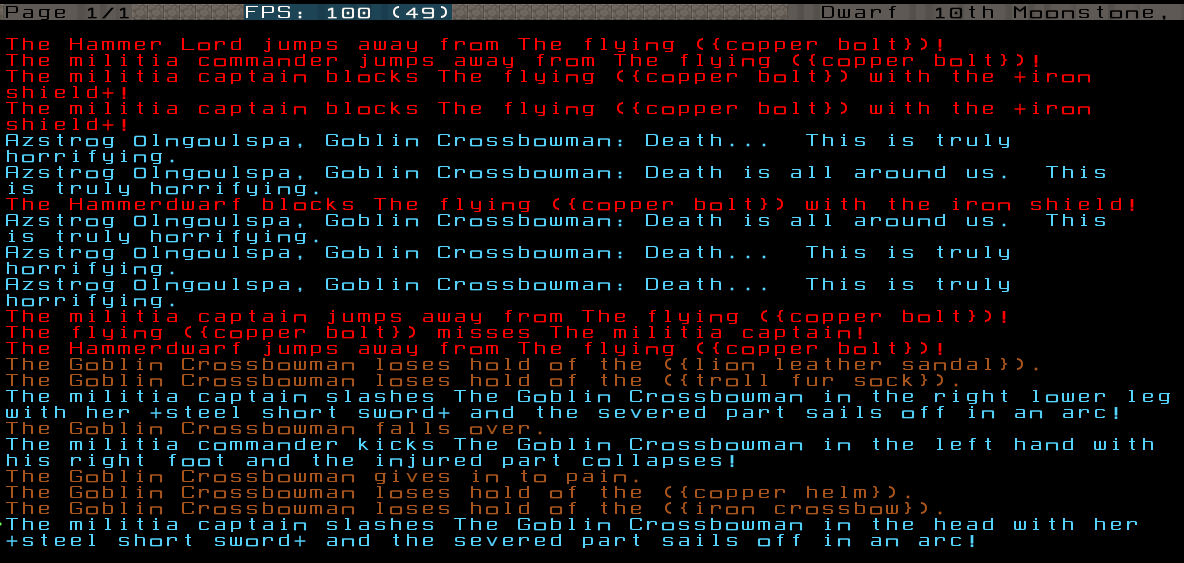 Page 1/1 FPS: 100 (49) Dwarf 10th Moonstone,
The Hammer Lord jumps away from The flying ({copper bolt})!
The militia commander jumps away from The flying ({copper bolt})!
The militia captain blocks The flying ({copper bolt}) with the +iron
shield+!
The militia captain blocks The flying ({copper bolt}) with the +iron
shield+!
Azstrog Olngoulspa, Goblin Crossbowman: Death...  This is truly
horrifying.
Azstrog Olngoulspa, Goblin Crossbowman: Death is all around us.  This
is truly horrifying.
The Hammerdwarf blocks The flying ({copper bolt}) with the iron shield!
Azstrog Olngoulspa, Goblin Crossbowman: Death is all around us.  This
is truly horrifying.
Azstrog Olngoulspa, Goblin Crossbowman: Death...  This is truly
horrifying.
Azstrog Olngoulspa, Goblin Crossbowman: Death...  This is truly
horrifying.
The militia captain jumps away from The flying ({copper bolt})!
The flying ({copper bolt}) misses The militia captain!
The Hammerdwarf jumps away from The flying ({copper bolt})!
The Goblin Crossbowman loses hold of the ({lion leather sandal}).
The Goblin Crossbowman loses hold of the ({troll fur sock}).
The militia captain slashes The Goblin Crossbowman in the right lower leg
with her +steel short sword+ and the severed part sails off in an arc!
The Goblin Crossbowman falls over.
The militia commander kicks The Goblin Crossbowman in the left hand with
his right foot and the injured part collapses!
The Goblin Crossbowman gives in to pain.
The Goblin Crossbowman loses hold of the ({copper helm}).
The Goblin Crossbowman loses hold of the ({iron crossbow}).
The militia captain slashes The Goblin Crossbowman in the head with her
+steel short sword+ and the severed part sails off in an arc!